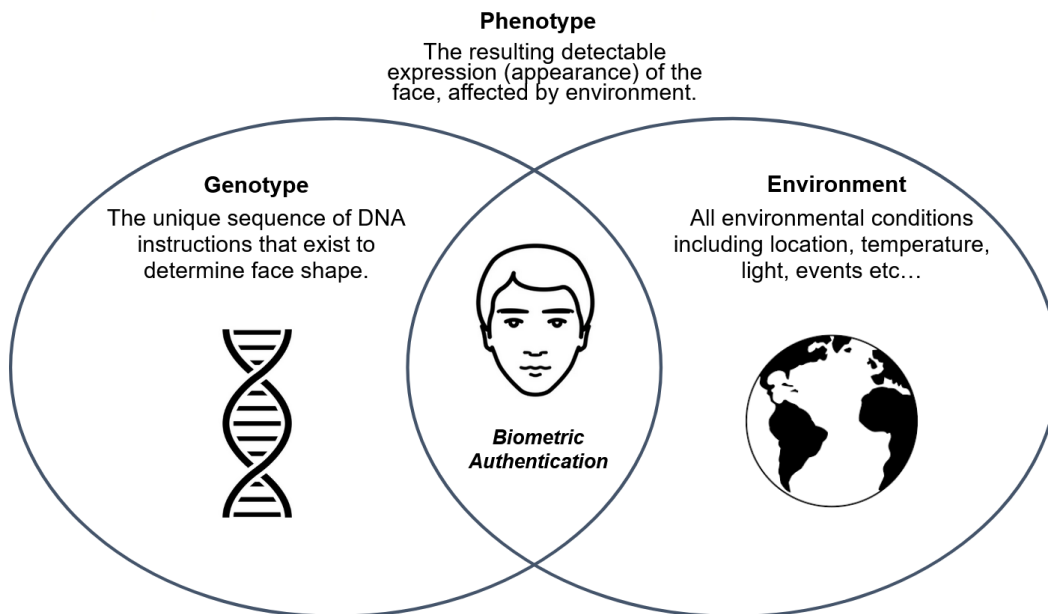 Phenotype
The resulting detectable
expression (appearance) of the
face, affected by environment.
Genotype
The unique sequence of DNA
instructions that exist to
determine face shape.
Environment
All environmental conditions
including location, temperature,
light, events etc…
Biometric
Authentication